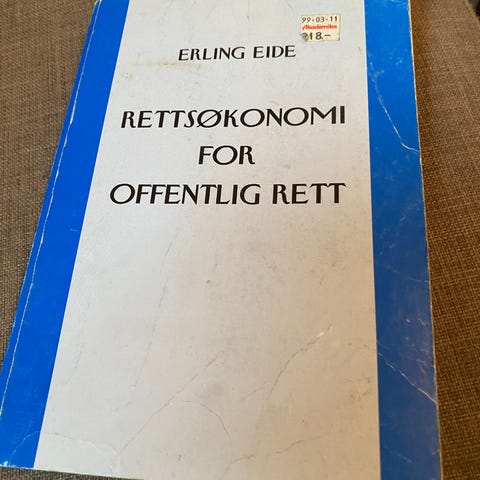 99-03-11
Akademika
218.-
ERLING EIDE
RETTSØKONOMI
FOR
OFFENTLIG RETT